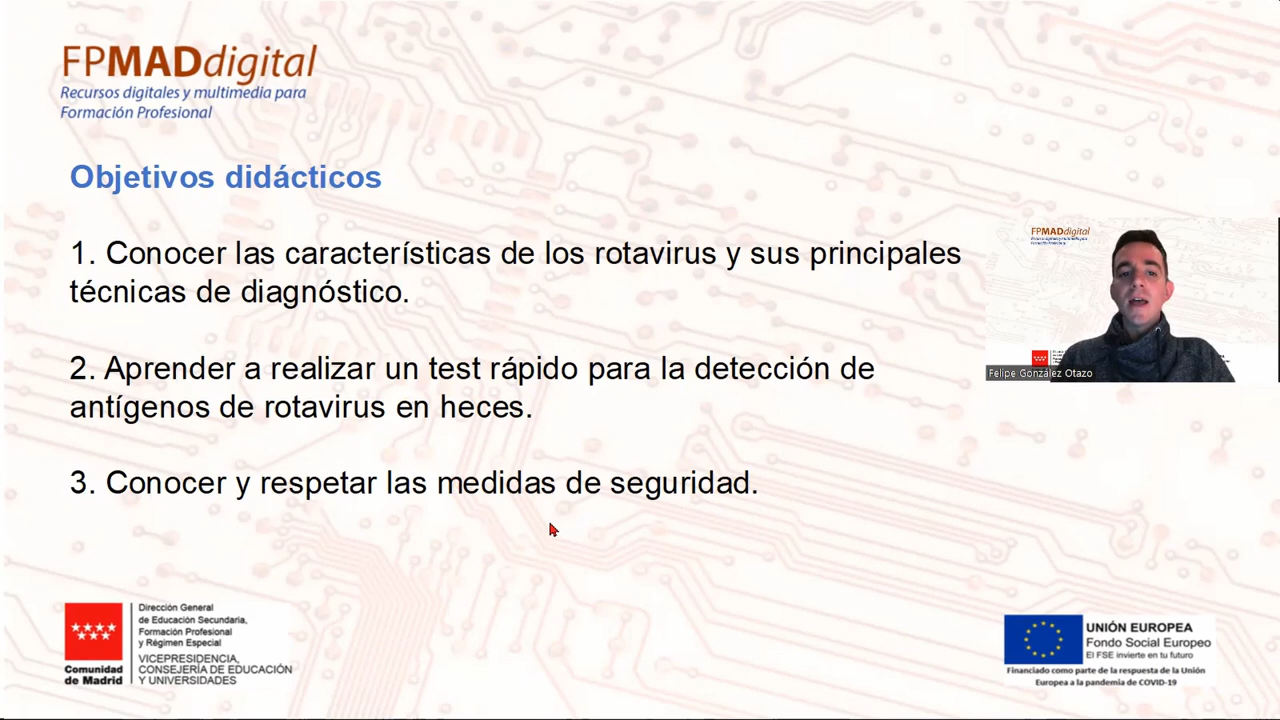 FPMADdigital
Recursos digitales y multimedia para
Formación Profesional
Objetivos didácticos
1. Conocer las características de los rotavirus y sus principales
técnicas de diagnóstico.
2. Aprender a realizar un test rápido para la detección de
antígenos de rotavirus en heces.
3. Conocer y respetar las medidas de seguridad.
FPMADdigital
Felipe González Otazo
Comunidad
de Madrid
Dirección General
de Educación Secundaria,
Formación Profesional
y Régimen Especial
VICEPRESIDENCIA,
CONSEJERÍA DE EDUCACIÓN
Y UNIVERSIDADES
UNIÓN EUROPEA
Fondo Social Europeo
El FSE invierte en tu futuro
Financiado como parte de la respuesta de la Unión
Europea a la pandemia de COVID-19